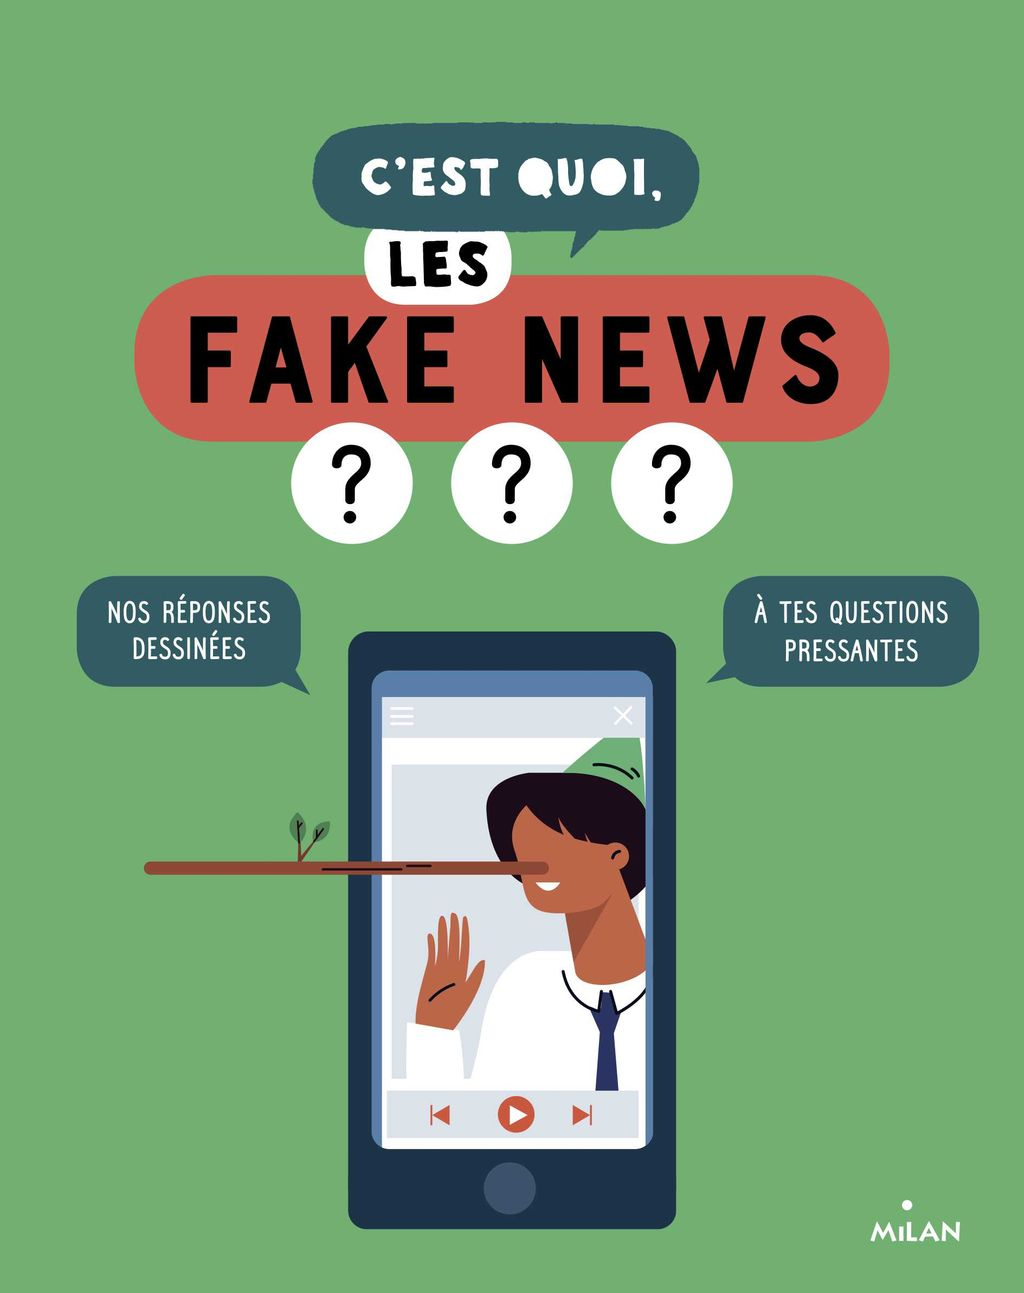 C'EST QUOI,
LES
FAKE NEWS
? ? ?
NOS RÉPONSES
DESSINÉES
À TES QUESTIONS
PRESSANTES
MiLAN